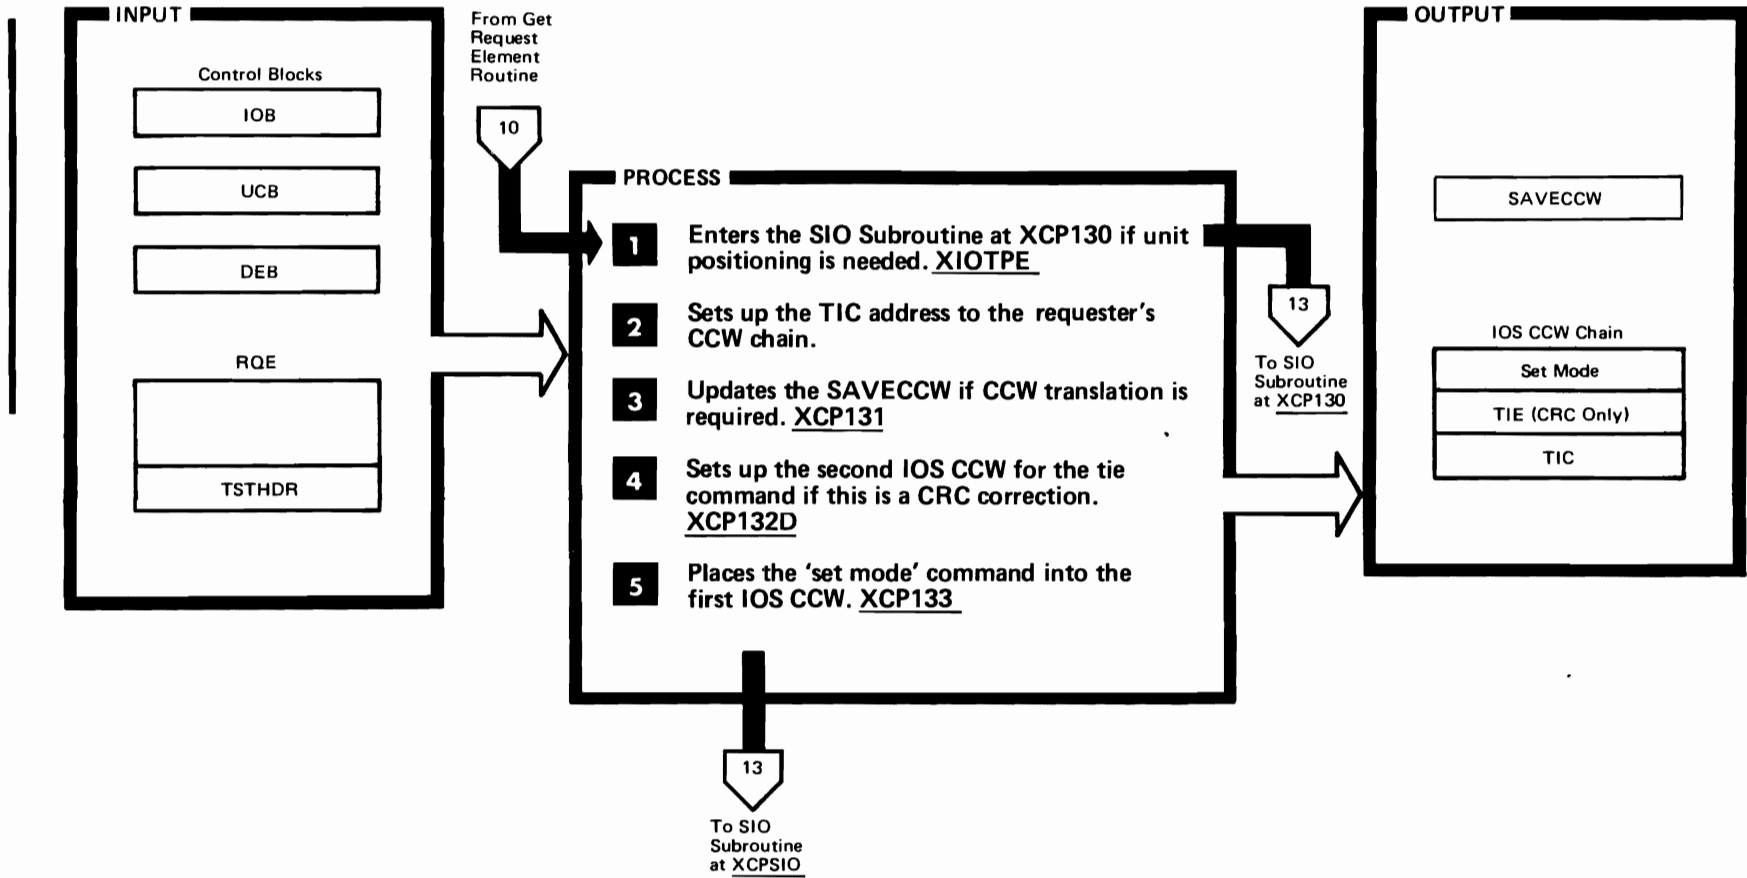 INPUT
Control Blocks
IOB
UCB
DEB
RQE
TSTHDR
From Get
Request
Element
Routine
10
PROCESS
1 Enters the SIO Subroutine at XCP130 if unit
positioning is needed. XIOTPE
2 Sets up the TIC address to the requester's
CCW chain.
3 Updates the SAVECCW if CCW translation is
required. XCP131
4 Sets up the second IOS CCW for the tie
command if this is a CRC correction.
XCP132D
5 Places the 'set mode' command into the
first IOS CCW. XCP133
13
To SIO
Subroutine
at XCPSIO
13
To SIO
Subroutine
at XCP130
OUTPUT
SAVECCW
IOS CCW Chain
Set Mode
TIE (CRC Only)
TIC